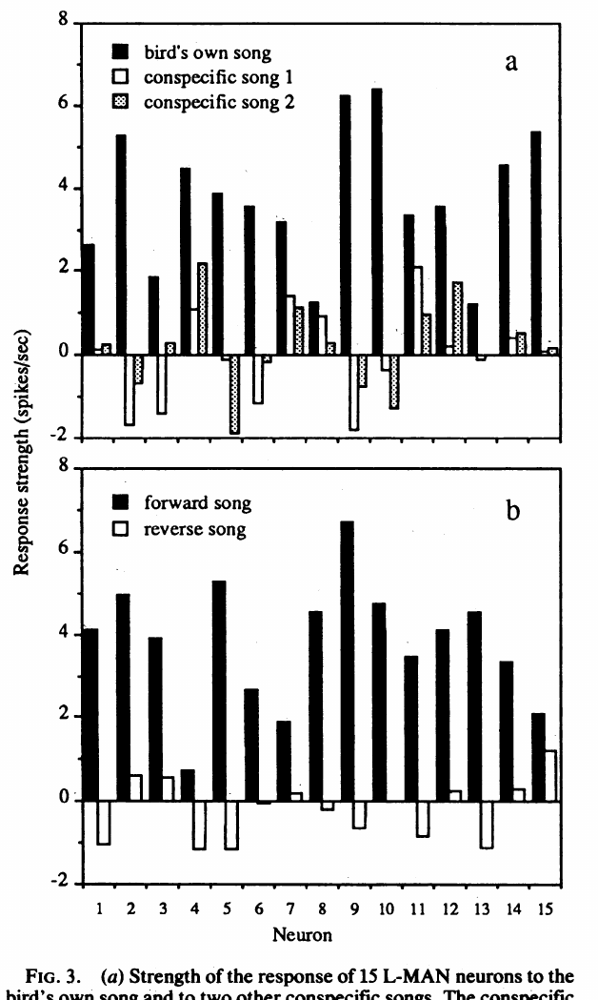 8
bird's own song
a
conspecific song 1
conspecific song 2
6
4
2
0
-2
Response strength (spikes/sec)
8
forward song
b
reverse song
6
4
2
0
-2
1 2 3 4 5 6 7 8 9 10 11 12 13 14 15
Neuron
FIG. 3. (a) Strength of the response of 15 L-MAN neurons to the
bird's own song and to two other conspecific songs. The conspecific